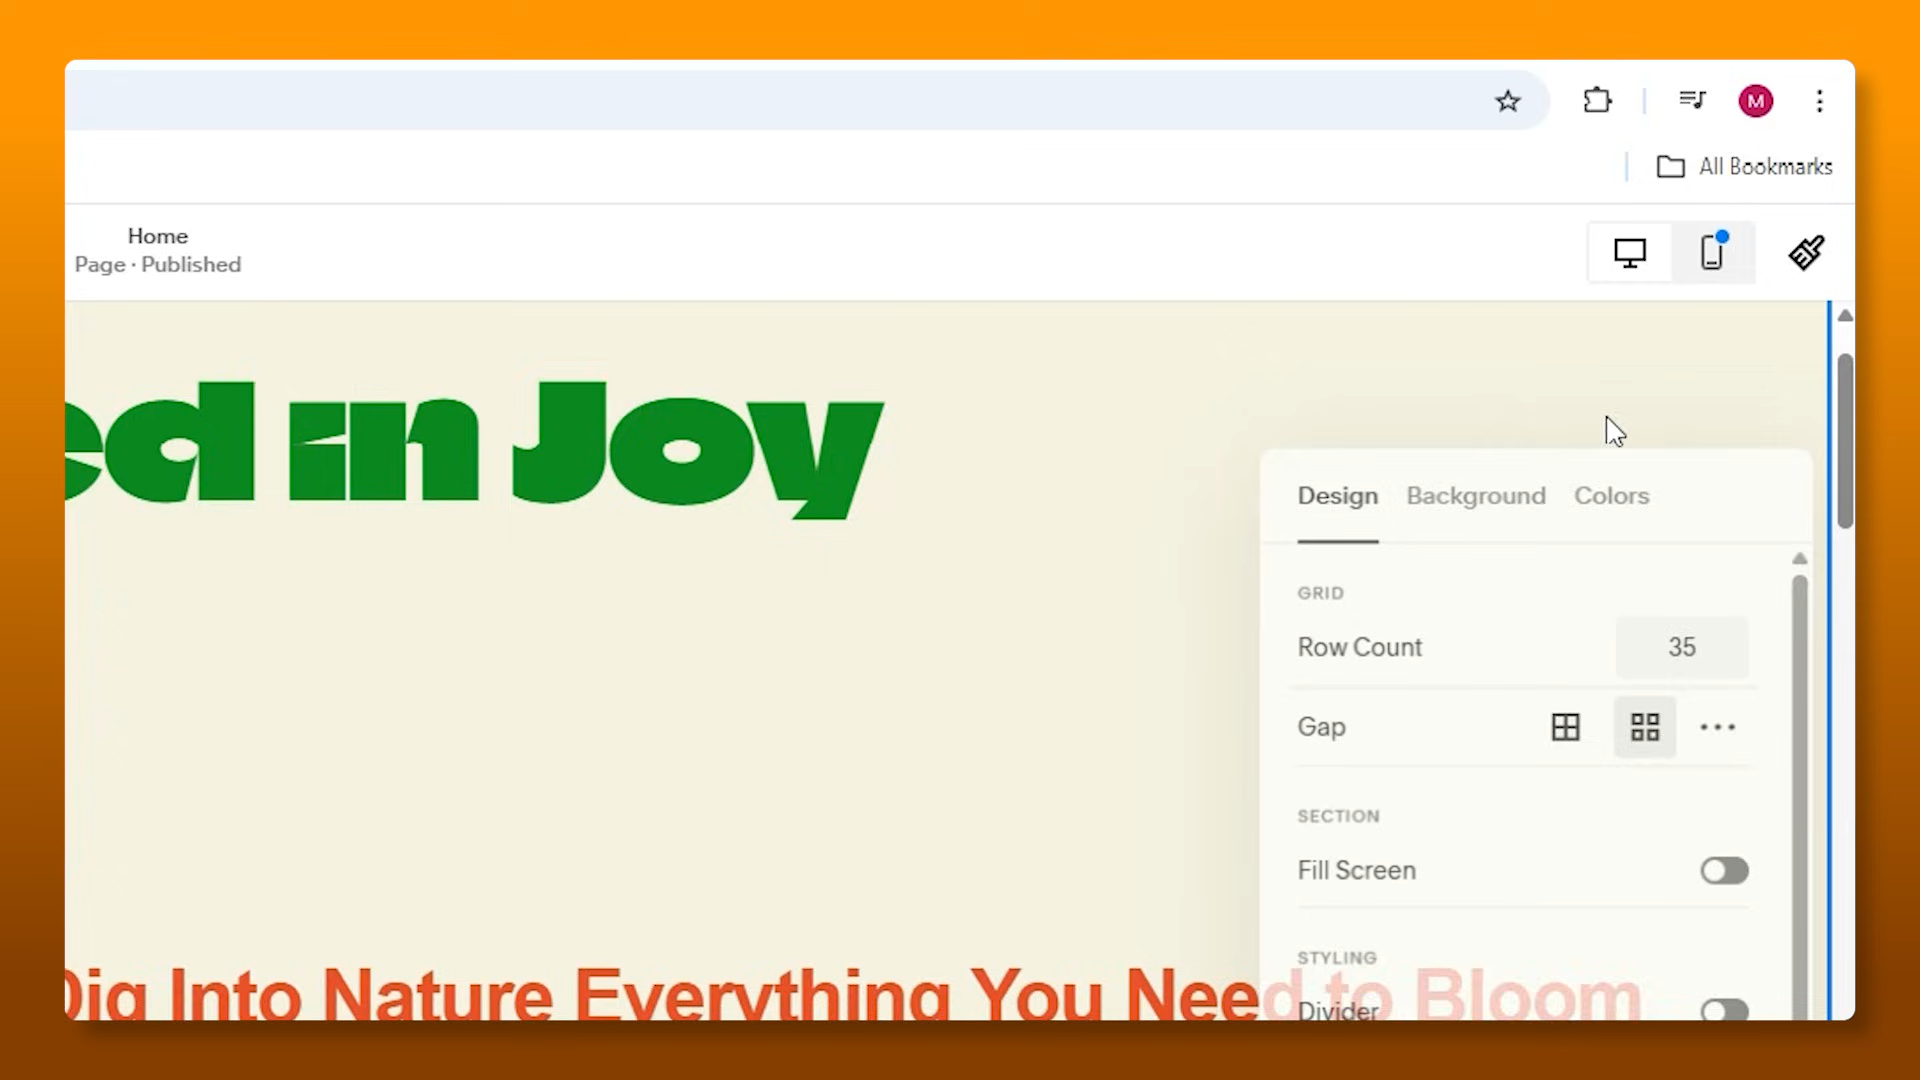 M
All Bookmarks
Home
Page · Published
ed in Joy
Design Background Colors
GRID
Row Count 35
Gap
SECTION
Fill Screen
STYLING
Divider
Dig Into Nature Everything You Need to Bloom